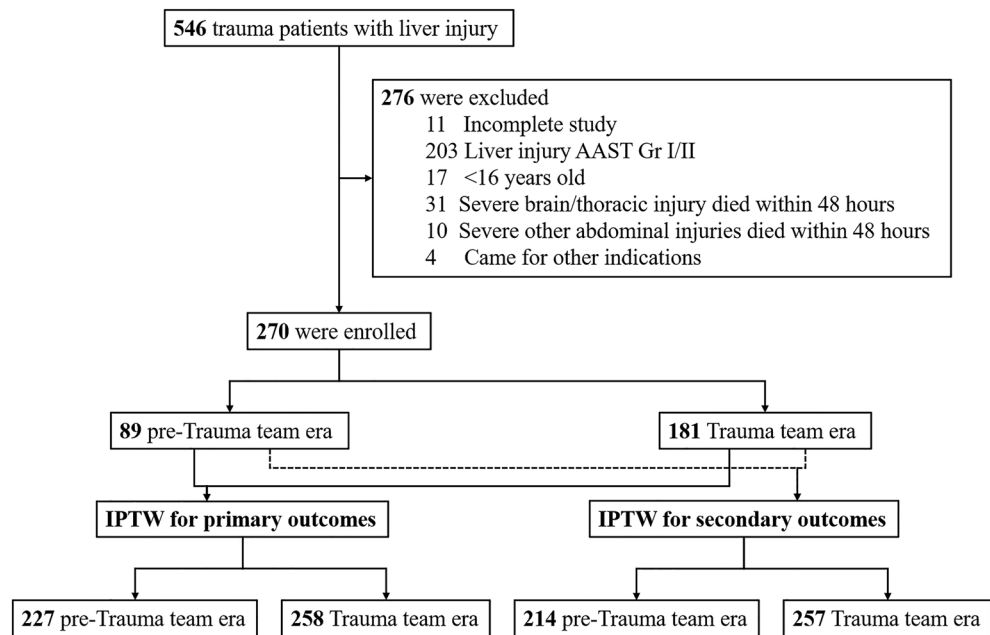 546 trauma patients with liver injury
276 were excluded
11 Incomplete study
203 Liver injury AAST Gr I/II
17 <16 years old
31 Severe brain/thoracic injury died within 48 hours
10 Severe other abdominal injuries died within 48 hours
4 Came for other indications
270 were enrolled
89 pre-Trauma team era
181 Trauma team era
IPTW for primary outcomes
IPTW for secondary outcomes
227 pre-Trauma team era
258 Trauma team era
214 pre-Trauma team era
257 Trauma team era